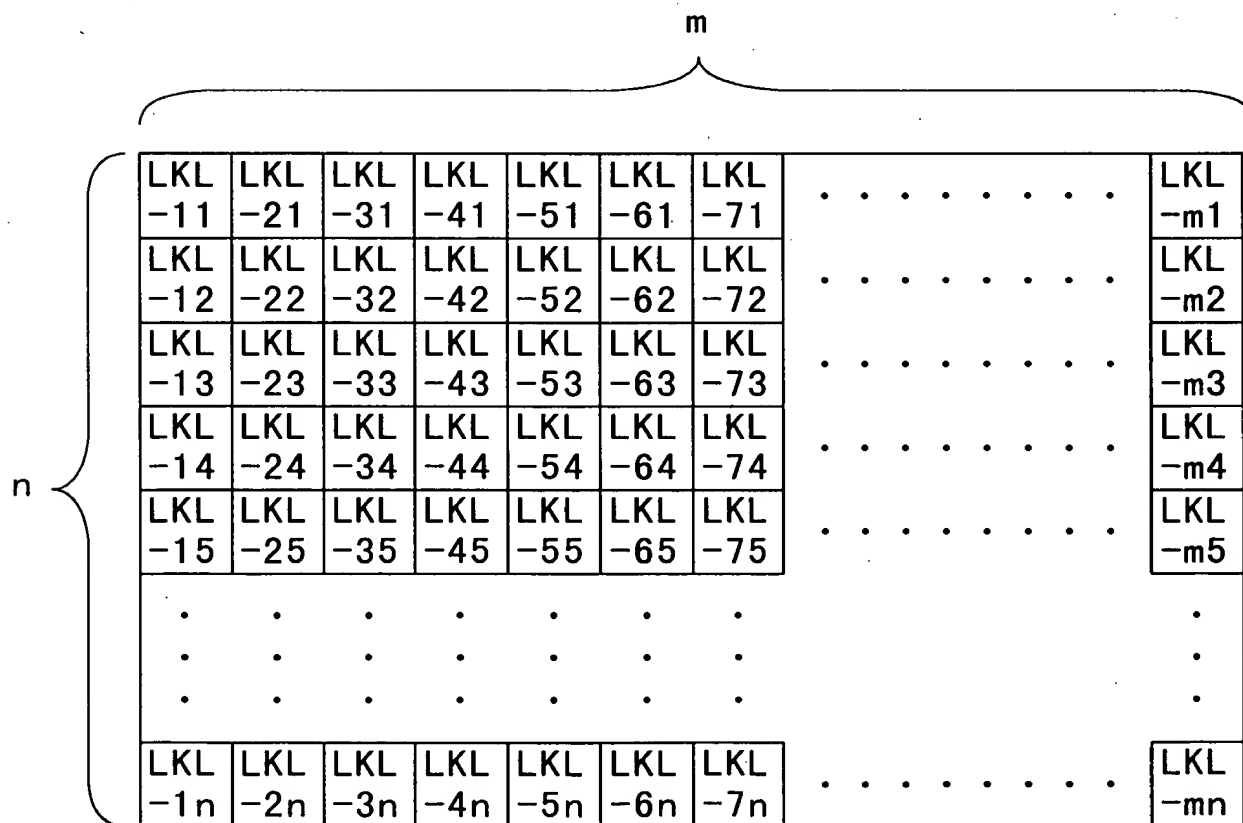 m
LKL LKL LKL LKL LKL LKL LKL . . . . . . . . LKL
-11 -21 -31 -41 -51 -61 -71 -m1
LKL LKL LKL LKL LKL LKL LKL . . . . . . . . LKL
-12 -22 -32 -42 -52 -62 -72 -m2
LKL LKL LKL LKL LKL LKL LKL . . . . . . . . LKL
-13 -23 -33 -43 -53 -63 -73 -m3
LKL LKL LKL LKL LKL LKL LKL . . . . . . . . LKL
-14 -24 -34 -44 -54 -64 -74 -m4
n
LKL LKL LKL LKL LKL LKL LKL . . . . . . . . LKL
-15 -25 -35 -45 -55 -65 -75 -m5
. . . . . . . .
. . . . . . . .
. . . . . . . .
LKL LKL LKL LKL LKL LKL LKL . . . . . . . . LKL
-1n -2n -3n -4n -5n -6n -7n -mn